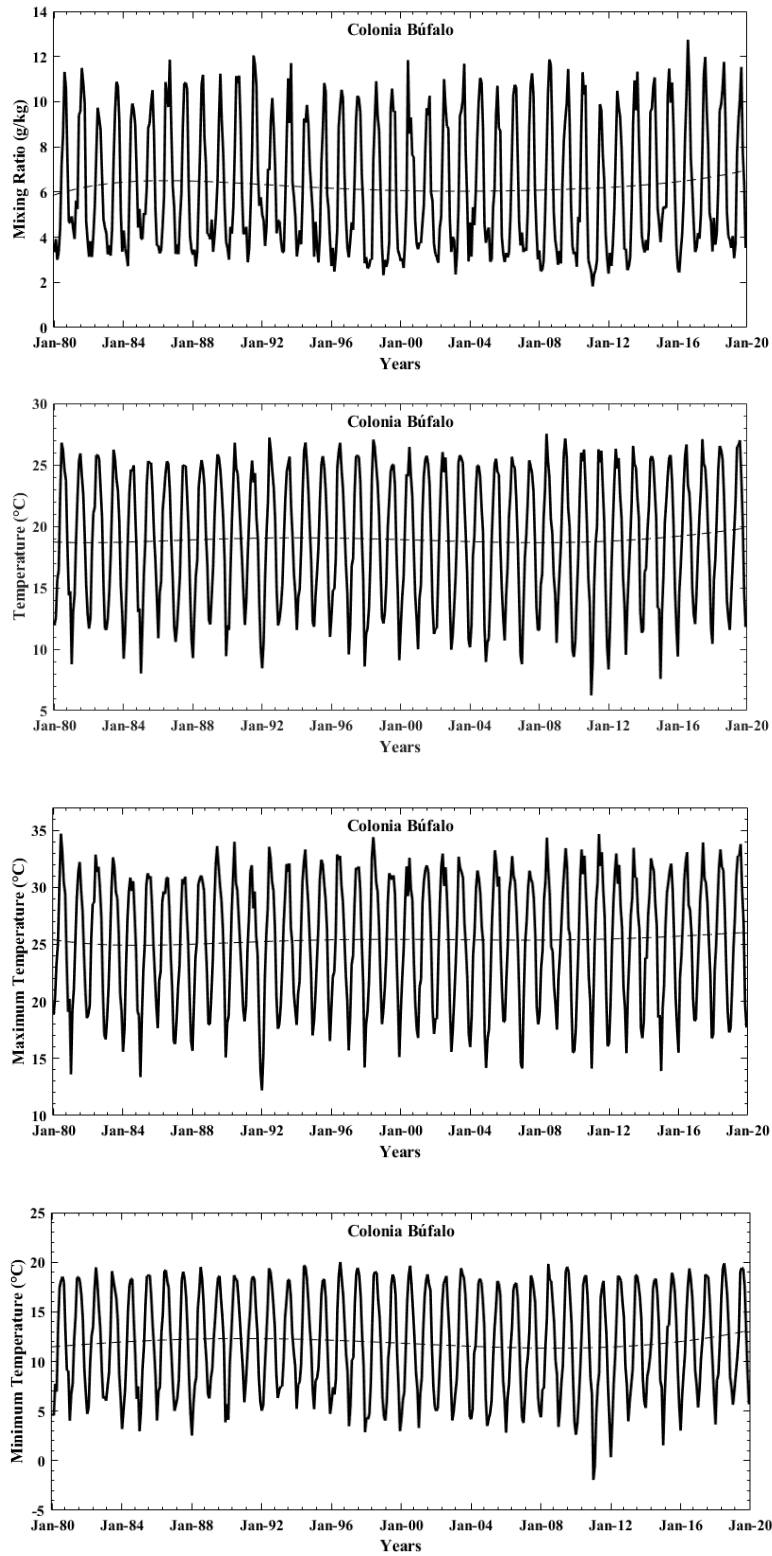 Colonia Búfalo
Mixing Ratio (g/kg)
14
12
10
8
6
4
2
0
Jan-80 Jan-84 Jan-88 Jan-92 Jan-96 Jan-00 Jan-04 Jan-08 Jan-12 Jan-16 Jan-20
Years
Colonia Búfalo
Temperature (°C)
30
25
20
15
10
5
Jan-80 Jan-84 Jan-88 Jan-92 Jan-96 Jan-00 Jan-04 Jan-08 Jan-12 Jan-16 Jan-20
Years
Colonia Búfalo
Maximum Temperature (°C)
35
30
25
20
15
10
Jan-80 Jan-84 Jan-88 Jan-92 Jan-96 Jan-00 Jan-04 Jan-08 Jan-12 Jan-16 Jan-20
Years
Colonia Búfalo
Minimum Temperature (°C)
25
20
15
10
5
0
-5
Jan-80 Jan-84 Jan-88 Jan-92 Jan-96 Jan-00 Jan-04 Jan-08 Jan-12 Jan-16 Jan-20
Years